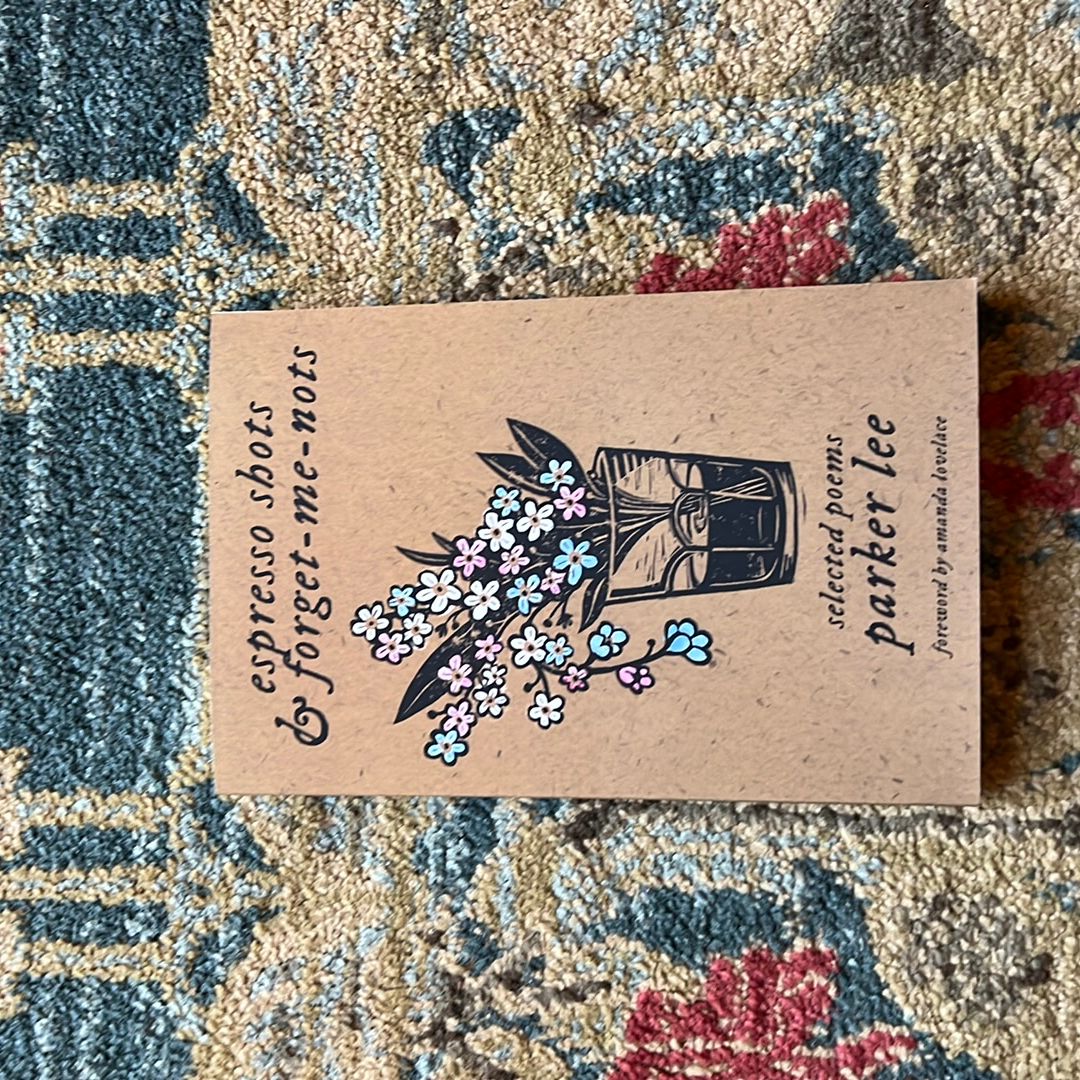 espresso shots
& forget-me-nots
selected poems
parker lee
foreword by amanda lovelace